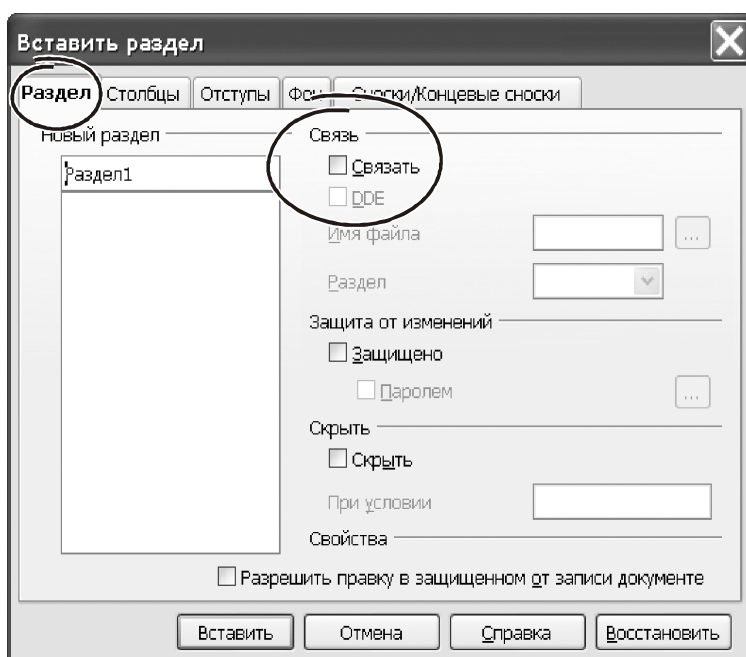 Вставить раздел
Раздел Столбцы Отступы Фон Сноски/Концевые сноски
Новый раздел
Раздел1
Связь
Связать
DDE
Имя файла
...
Раздел
Защита от изменений
Защищено
Паролем
...
Скрыть
Скрыть
При условии
Свойства
Разрешить правку в защищенном от записи документе
Вставить Отмена Справка Восстановить